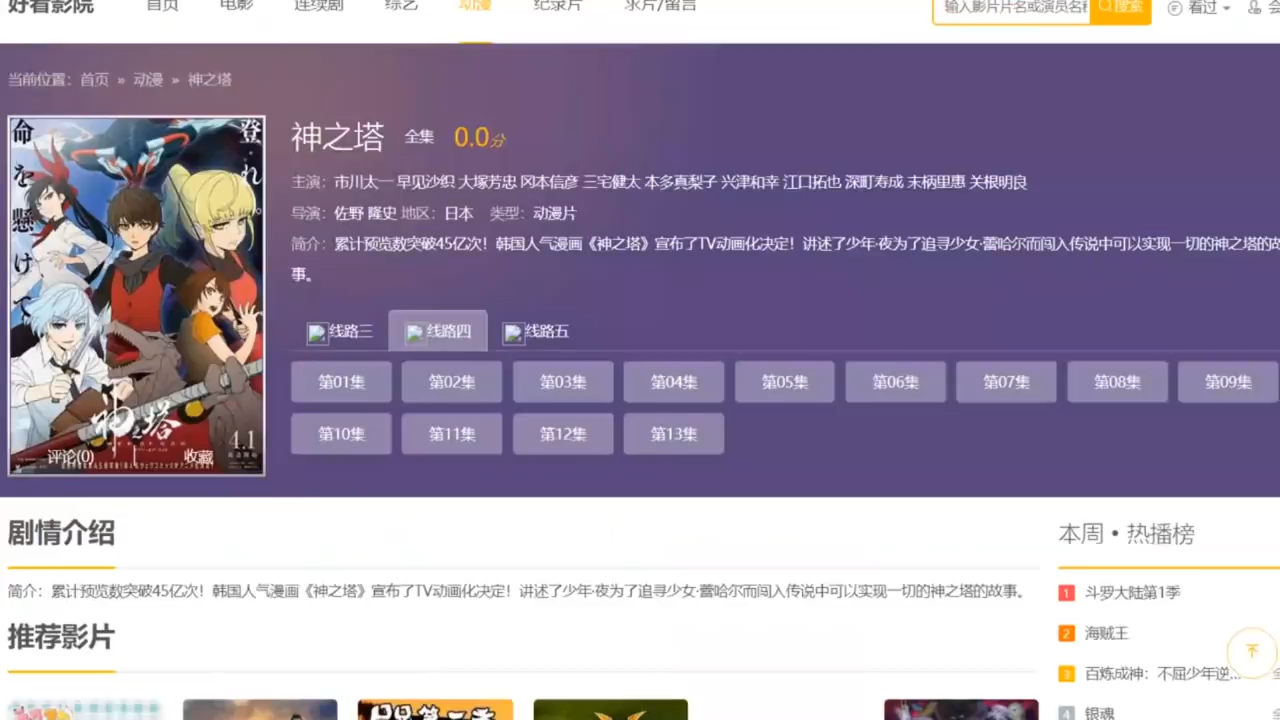 好看影院 首页 电影 连续剧 综艺 动漫 纪录片 求片/留言 输入影片片名或演员名称 搜索 看过 会
当前位置：首页 » 动漫 » 神之塔
命を懸けて 登れ。
神之塔 全集 0.0分
主演：市川太一 早见沙织 大塚芳忠 冈本信彦 三宅健太 本多真梨子 兴津和幸 江口拓也 深町寿成 末柄里惠 关根明良
导演：佐野 隆史 地区：日本 类型：动漫片
简介：累计预览数突破45亿次！韩国人气漫画《神之塔》宣布了TV动画化决定！讲述了少年·夜为了追寻少女·蕾哈尔而闯入传说中可以实现一切的神之塔的故
事。
线路三 线路四 线路五
第01集 第02集 第03集 第04集 第05集 第06集 第07集 第08集 第09集
第10集 第11集 第12集 第13集
神之塔
4.1
评论(0) 收藏
剧情介绍
简介：累计预览数突破45亿次！韩国人气漫画《神之塔》宣布了TV动画化决定！讲述了少年·夜为了追寻少女·蕾哈尔而闯入传说中可以实现一切的神之塔的故事。
推荐影片
本周·热播榜
1 斗罗大陆第1季
2 海贼王
3 百炼成神：不屈少年逆... 全
4 银魂 全